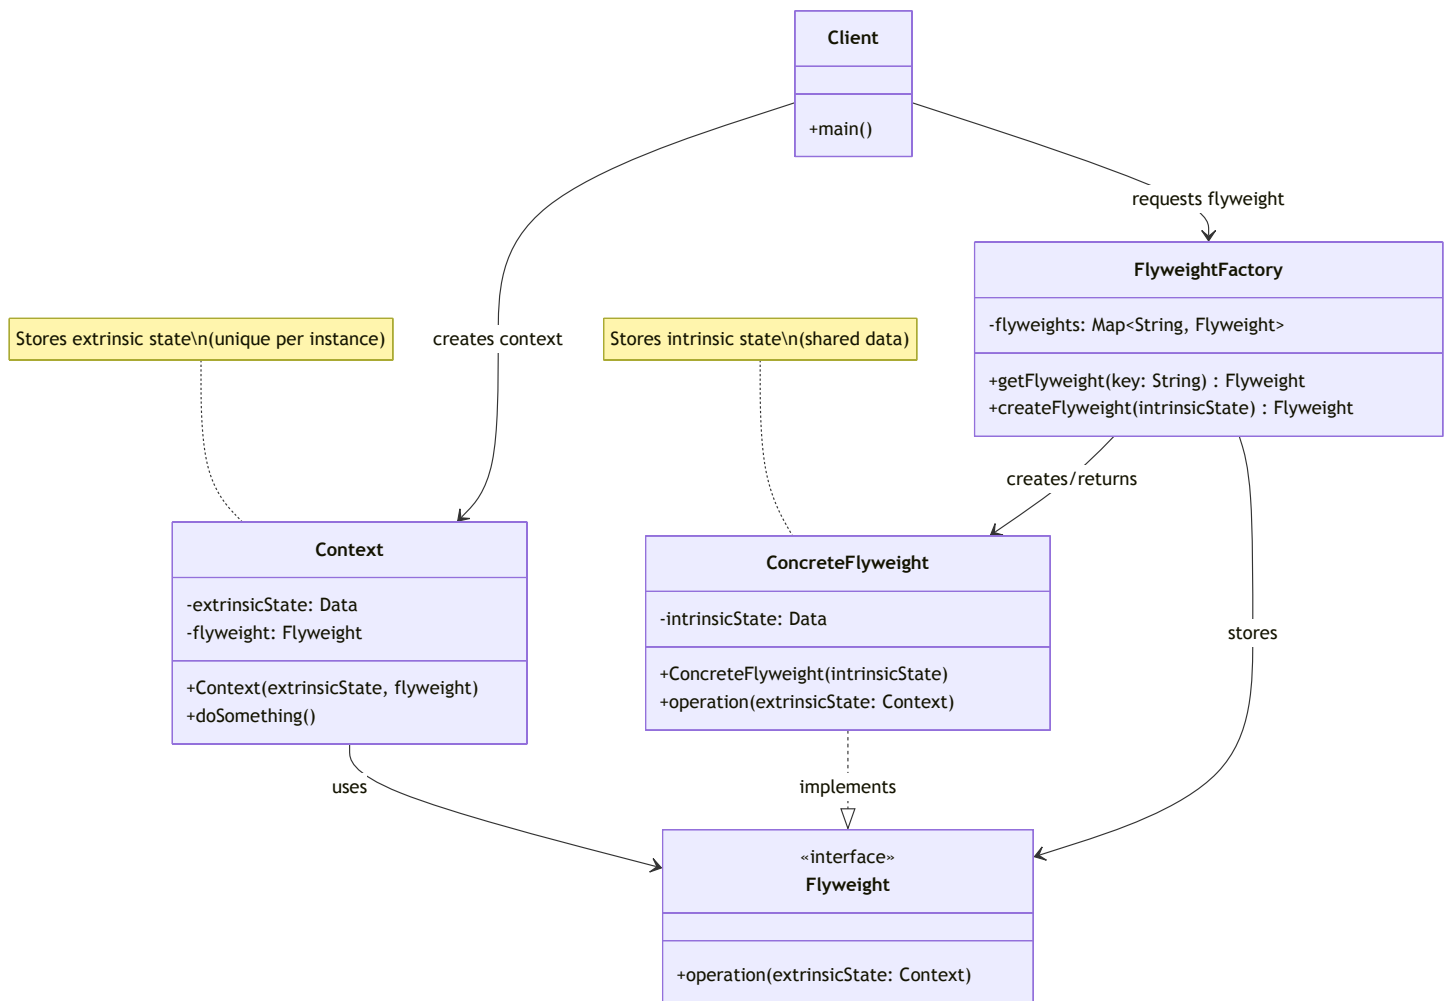 Client
+main()
requests flyweight
FlyweightFactory
-flyweights: Map<String, Flyweight>
+getFlyweight(key: String) : Flyweight
+createFlyweight(intrinsicState) : Flyweight
Stores extrinsic state\n(unique per instance)
creates context
Stores intrinsic state\n(shared data)
creates/returns
Context
-extrinsicState: Data
-flyweight: Flyweight
+Context(extrinsicState, flyweight)
+doSomething()
ConcreteFlyweight
-intrinsicState: Data
+ConcreteFlyweight(intrinsicState)
+operation(extrinsicState: Context)
stores
uses
implements
«interface»
Flyweight
+operation(extrinsicState: Context)